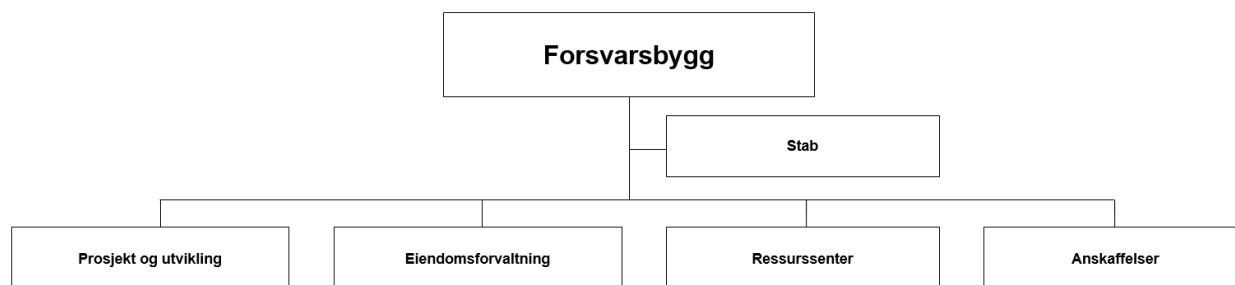 Forsvarsbygg
Stab
Prosjekt og utvikling
Eiendomsforvaltning
Ressurssenter
Anskaffelser